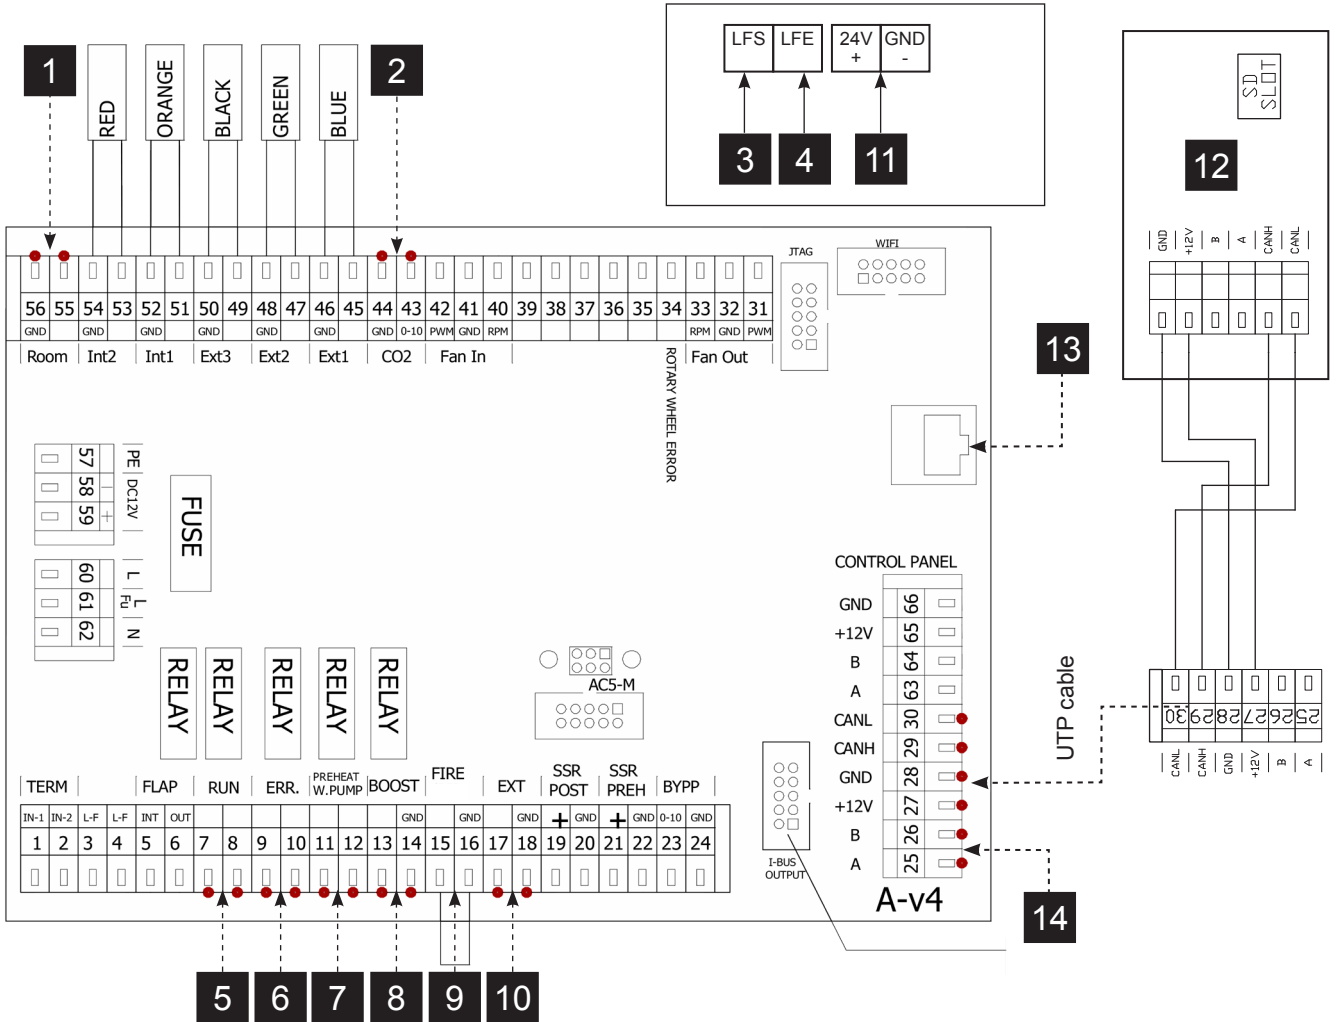 LFS LFE 24V + GND -
3 4 11
1 2
RED ORANGE BLACK GREEN BLUE
SD SLOT
12
GND +12V B A CANH CANL
JTAG WIFI
56 55 54 53 52 51 50 49 48 47 46 45 44 43 42 41 40 39 38 37 36 35 34 33 32 31
GND GND GND GND GND GND GND 0-10 PWM GND RPM RPM GND PWM
Room Int2 Int1 Ext3 Ext2 Ext1 CO2 Fan In Fan Out
ROTARY WHEEL ERROR
13
57 PE
58 - DC12V
59 +
FUSE
60 L
61 L Fu
62 N
RELAY RELAY RELAY RELAY RELAY
AC5-M
CONTROL PANEL
GND 66
+12V 65
B 64
A 63
CANL 30
CANH 29
GND 28
+12V 27
B 26
A 25
A-v4
UTP cable
30 29 28 27 26 25
CANL CANH GND +12V B A
I-BUS
OUTPUT
14
TERM FLAP RUN ERR. PREHEAT W.PUMP BOOST FIRE EXT SSR POST SSR PREH BYPP
IN-1 IN-2 L-F L-F INT OUT GND GND GND + GND + GND 0-10 GND
1 2 3 4 5 6 7 8 9 10 11 12 13 14 15 16 17 18 19 20 21 22 23 24
5 6 7 8 9 10